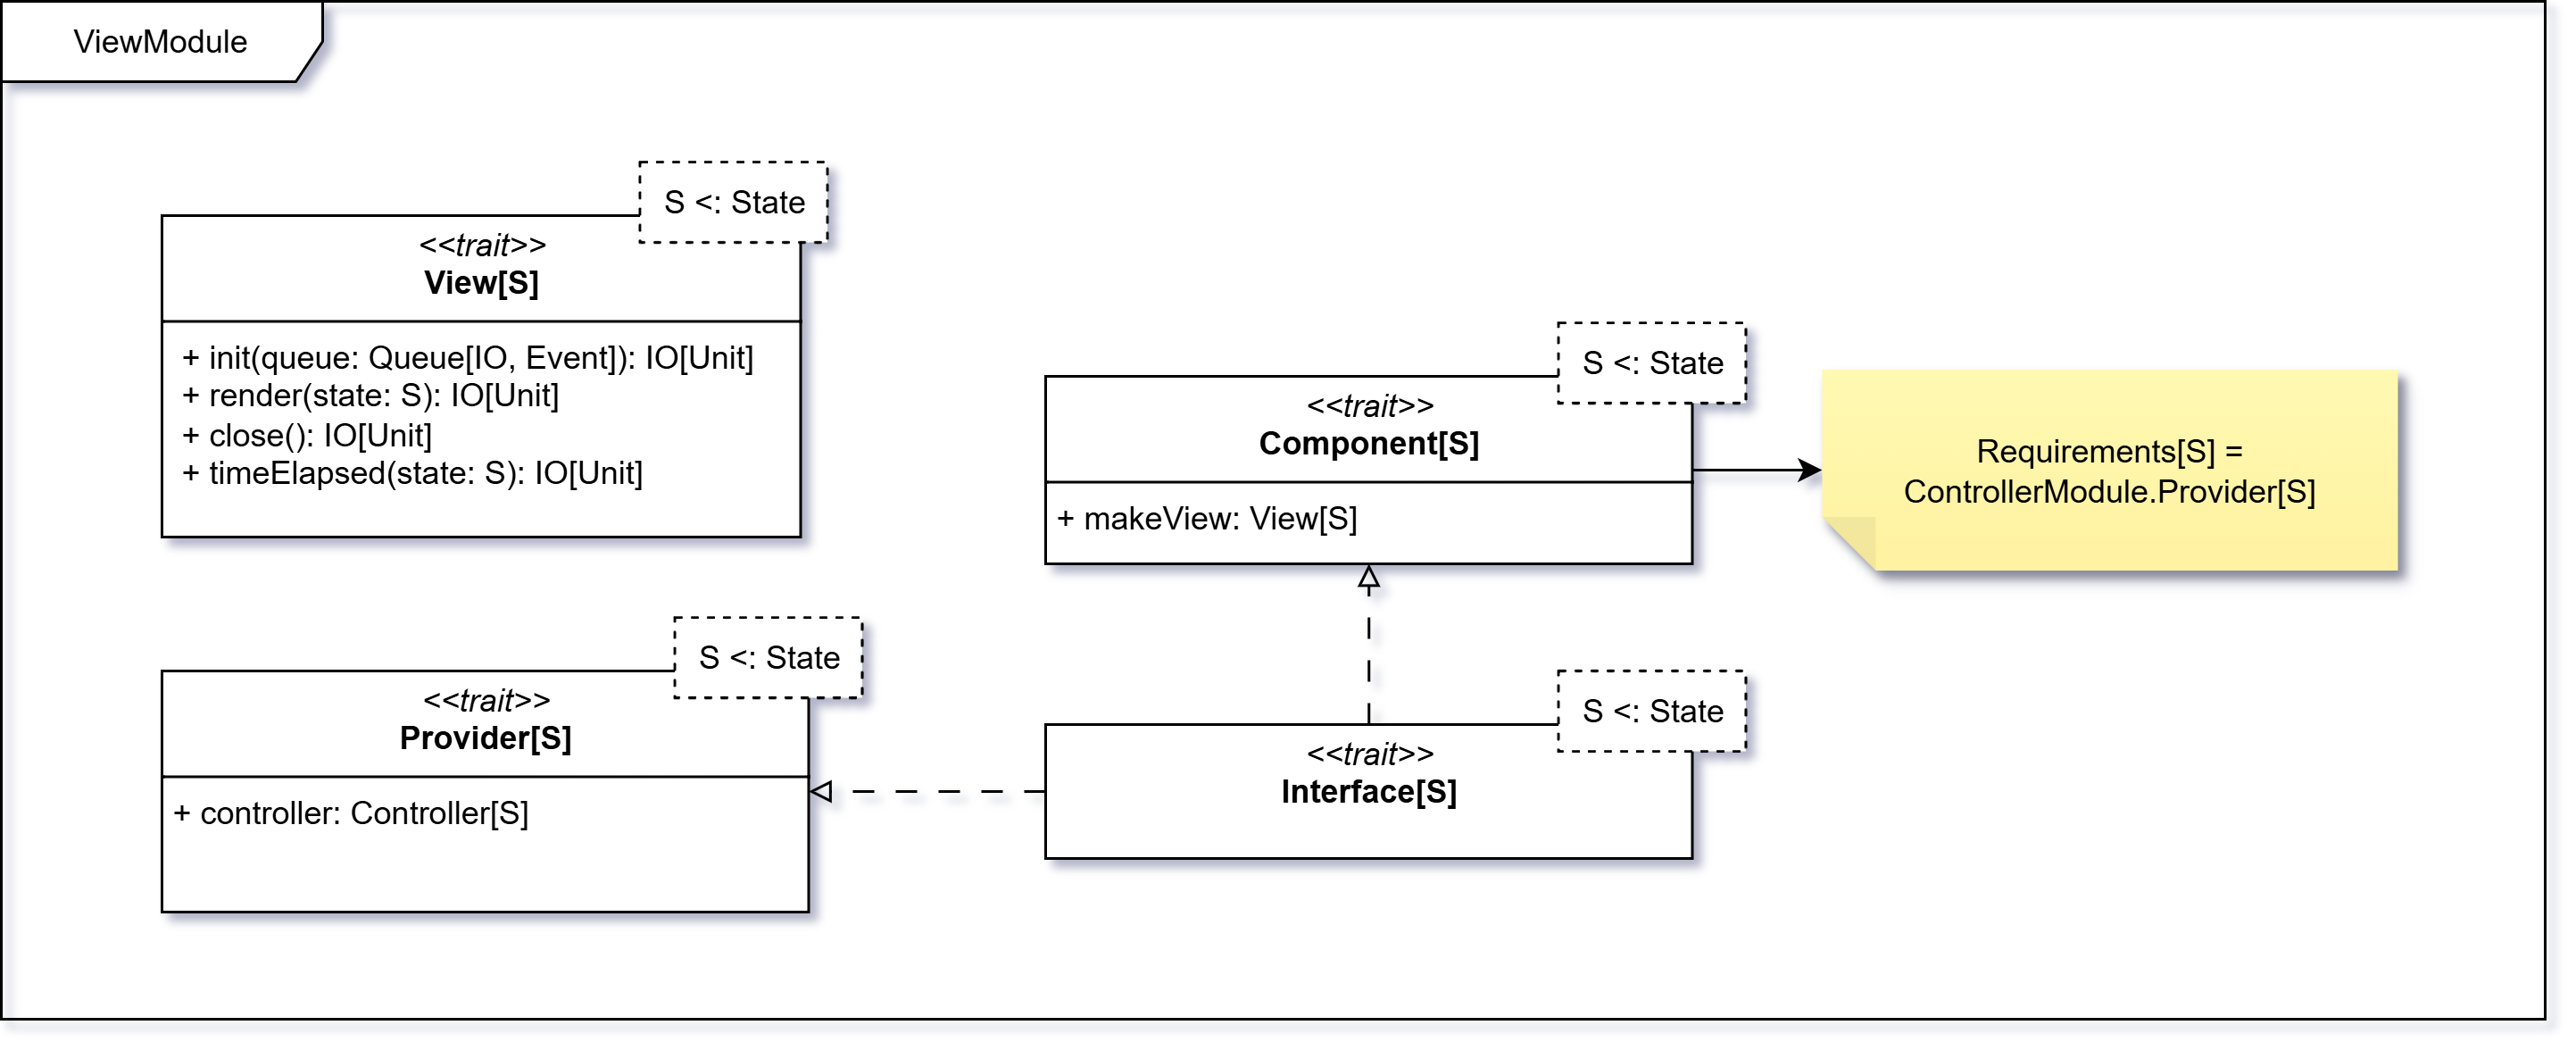 ViewModule
S <: State
<<trait>>
View[S]
+ init(queue: Queue[IO, Event]): IO[Unit]
+ render(state: S): IO[Unit]
+ close(): IO[Unit]
+ timeElapsed(state: S): IO[Unit]
S <: State
<<trait>>
Component[S]
+ makeView: View[S]
Requirements[S] =
ControllerModule.Provider[S]
S <: State
<<trait>>
Provider[S]
+ controller: Controller[S]
S <: State
<<trait>>
Interface[S]